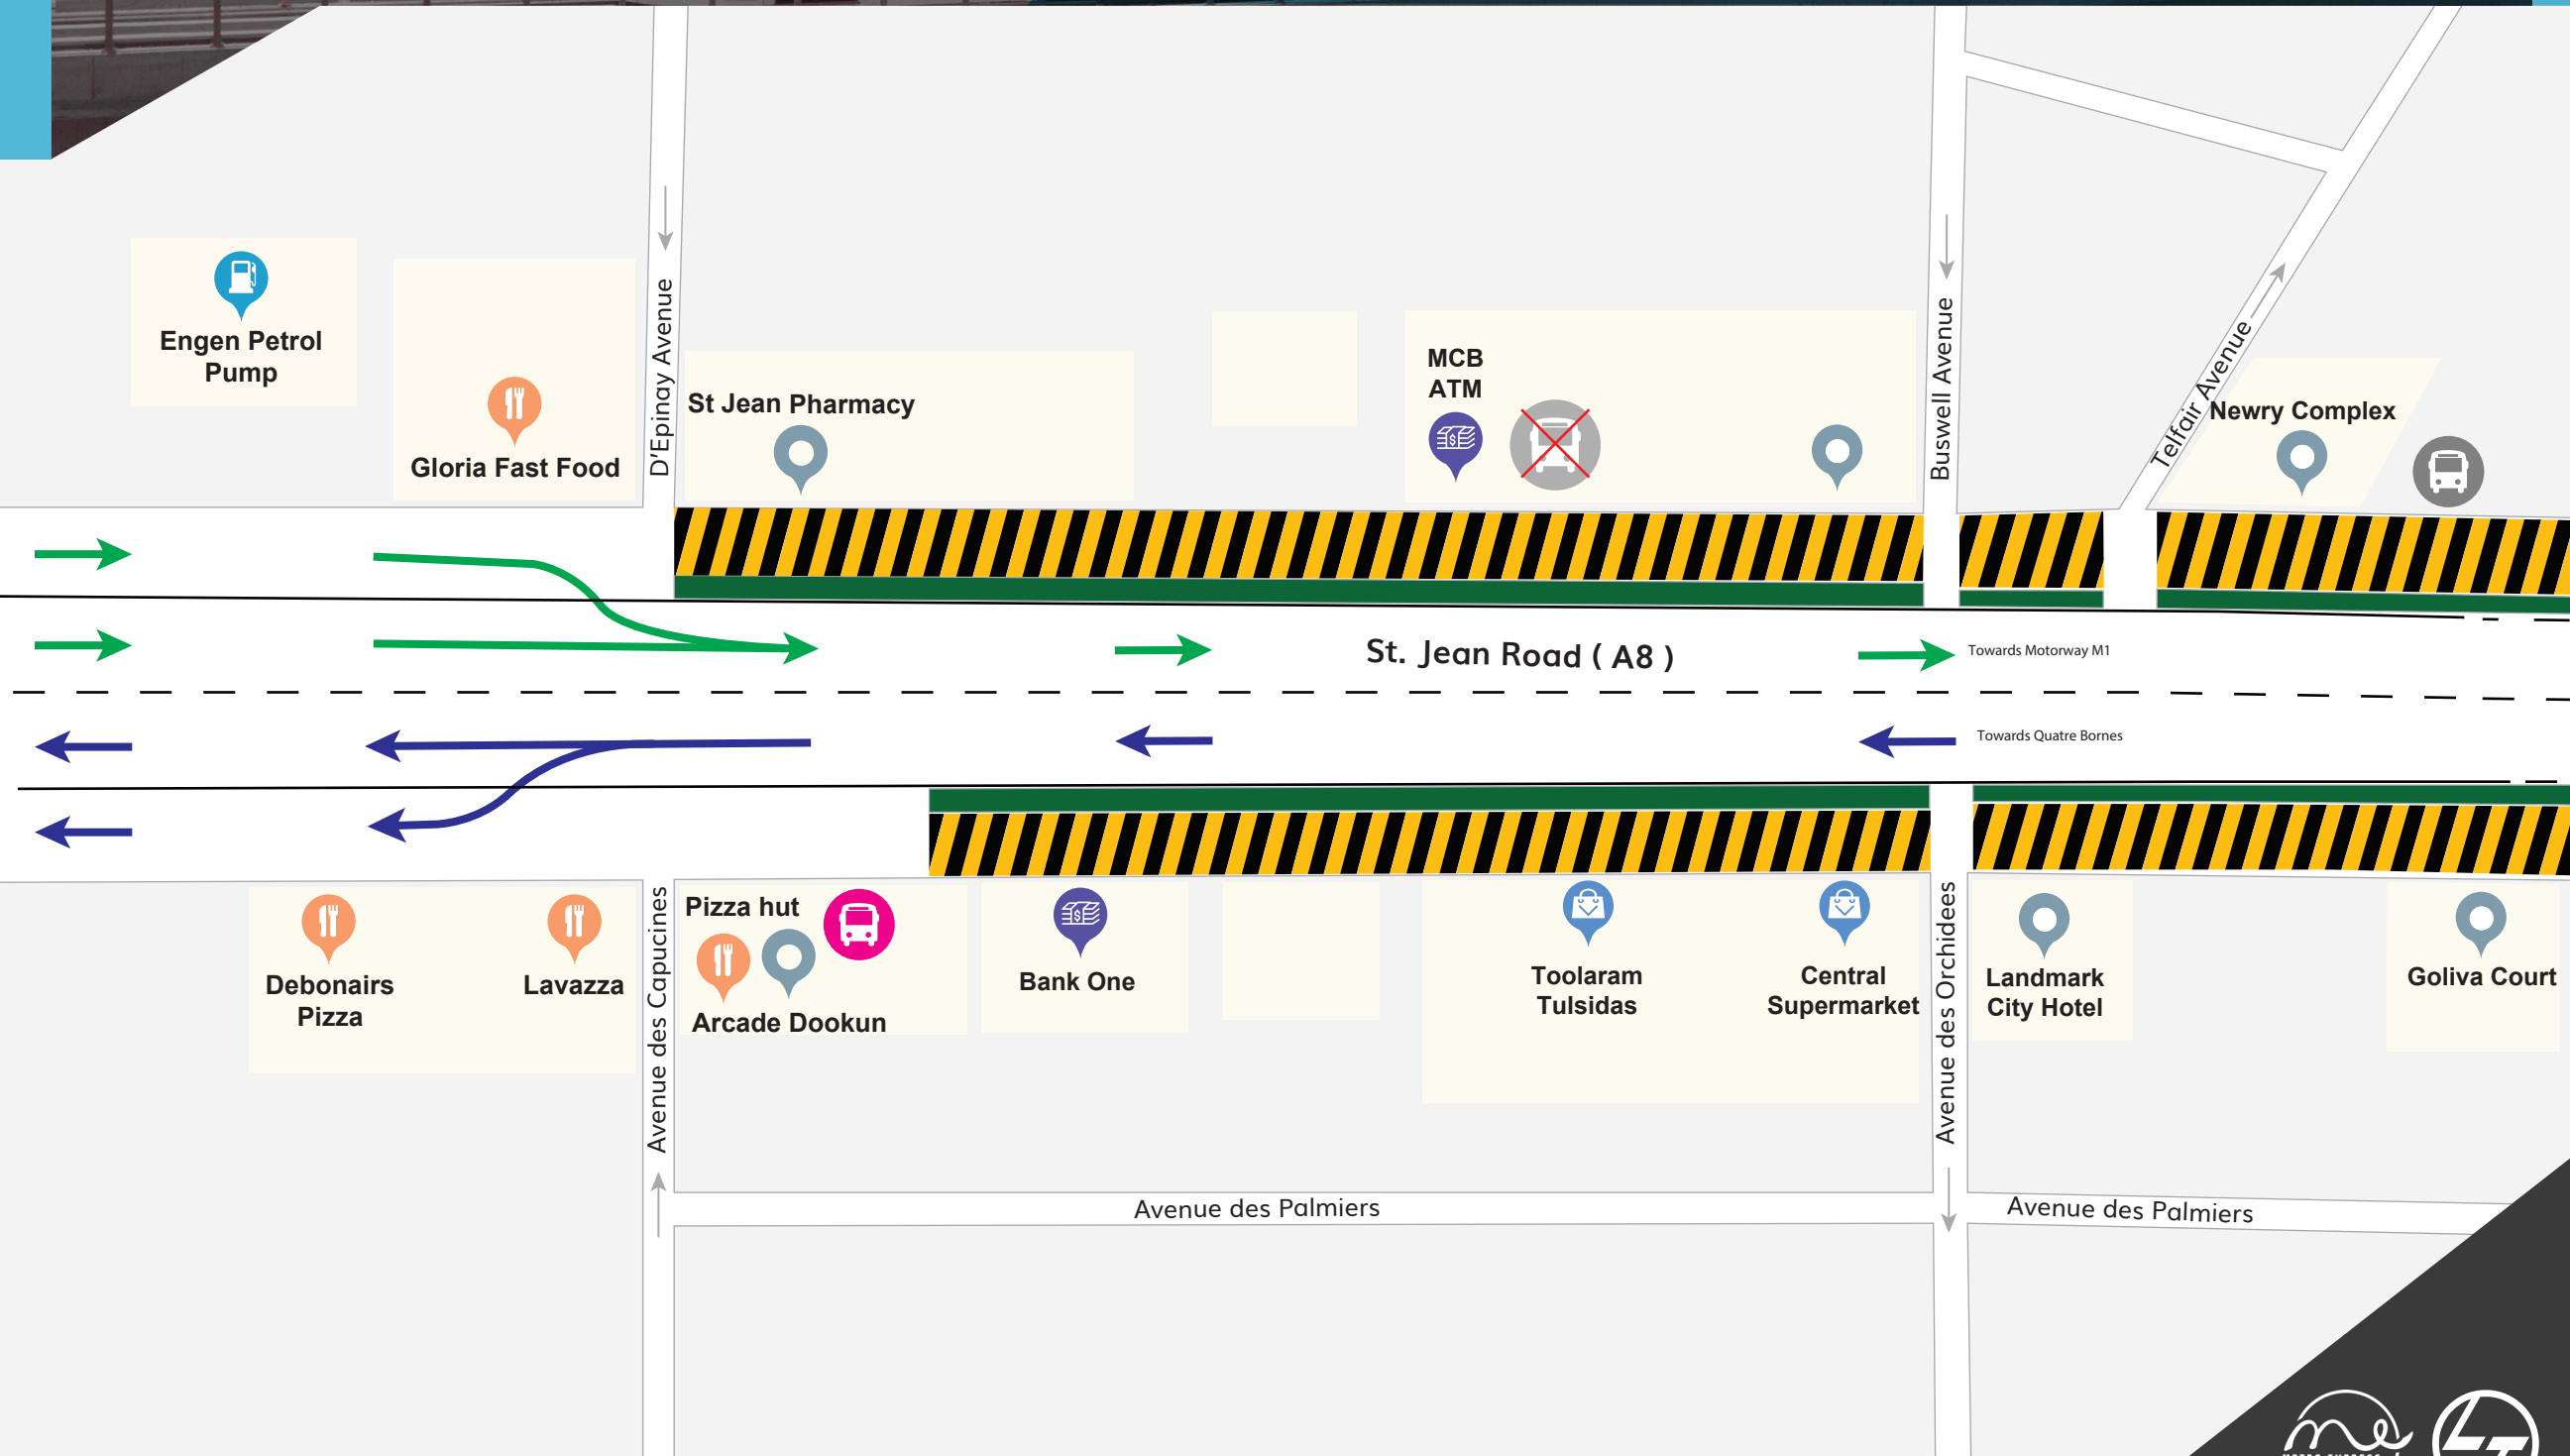 Engen Petrol
Pump
Gloria Fast Food
D'Epinay Avenue
St Jean Pharmacy
MCB
ATM
Buswell Avenue
Telfair Avenue
Newry Complex
St. Jean Road ( A8 )
Towards Motorway M1
Towards Quatre Bornes
Debonairs
Pizza
Lavazza
Avenue des Capucines
Pizza hut
Arcade Dookun
Bank One
Toolaram
Tulsidas
Central
Supermarket
Avenue des Orchidees
Landmark
City Hotel
Goliva Court
Avenue des Palmiers
Avenue des Palmiers